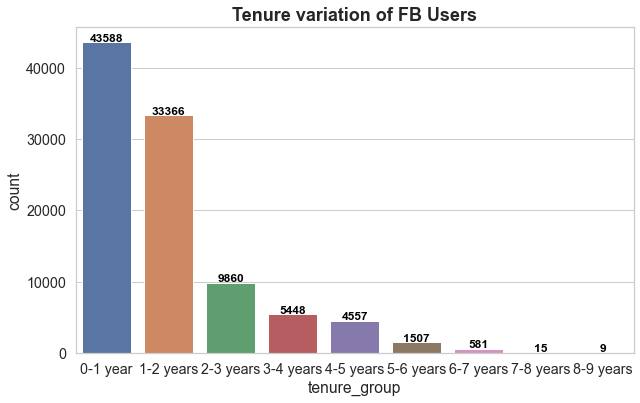 Tenure variation of FB Users
count
40000
30000
20000
10000
0
43588
33366
9860
5448
4557
1507
581
15
9
0-1 year
1-2 years
2-3 years
3-4 years
4-5 years
5-6 years
6-7 years
7-8 years
8-9 years
tenure_group